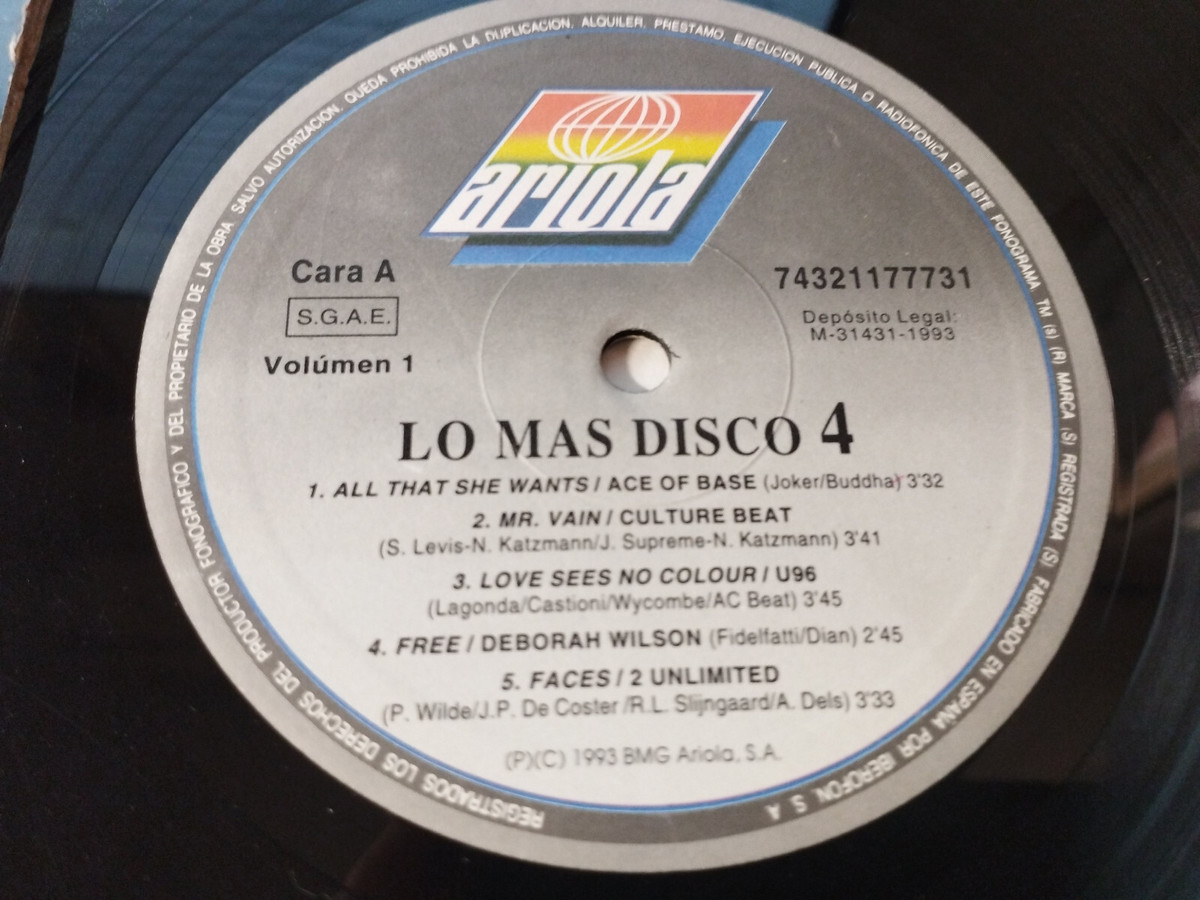 REGISTRADOS LOS DERECHOS DEL PRODUCTOR FONOGRAFICO Y DEL PROPIETARIO DE LA OBRA. SALVO AUTORIZACION, QUEDA PROHIBIDA LA DUPLICACION, ALQUILER, PRESTAMO, EJECUCION PUBLICA O RADIOFONICA DE ESTE FONOGRAMA. TM (s) (R) MARCA (S) REGISTRADA (S). FABRICADO EN ESPAÑA POR IBEROFON, S. A
ariola
Cara A
74321177731
S.G.A.E.
Depósito Legal:
M-31431-1993
Volúmen 1
LO MAS DISCO 4
1. ALL THAT SHE WANTS / ACE OF BASE (Joker/Buddha) 3'32
2. MR. VAIN / CULTURE BEAT
(S. Levis-N. Katzmann/J. Supreme-N. Katzmann) 3'41
3. LOVE SEES NO COLOUR / U96
(Lagonda/Castioni/Wycombe/AC Beat) 3'45
4. FREE / DEBORAH WILSON (Fidelfatti/Dian) 2'45
5. FACES / 2 UNLIMITED
(P. Wilde/J.P. De Coster /R.L. Slijngaard/A. Dels) 3'33
(P)(C) 1993 BMG Ariola, S.A.